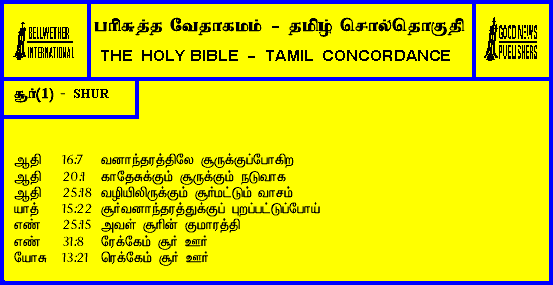 BELLWETHER
INTERNATIONAL
பரிசுத்த வேதாகமம் - தமிழ் சொல்தொகுதி
THE HOLY BIBLE - TAMIL CONCORDANCE
GOOD NEWS
PUBLISHERS
சூர்(1) - SHUR
ஆதி 16:7 வனாந்தரத்திலே சூருக்குப்போகிற
ஆதி 20:1 காதேசுக்கும் சூருக்கும் நடுவாக
ஆதி 25:18 வழியிலிருக்கும் சூர்மட்டும் வாசம்
யாத் 15:22 சூர்வனாந்தரத்துக்குப் புறப்பட்டுப்போய்
எண் 25:15 அவள் சூரின் குமாரத்தி
எண் 31:8 ரேக்கேம் சூர் ஊர்
யோசு 13:21 ரெக்கேம் சூர் ஊர்